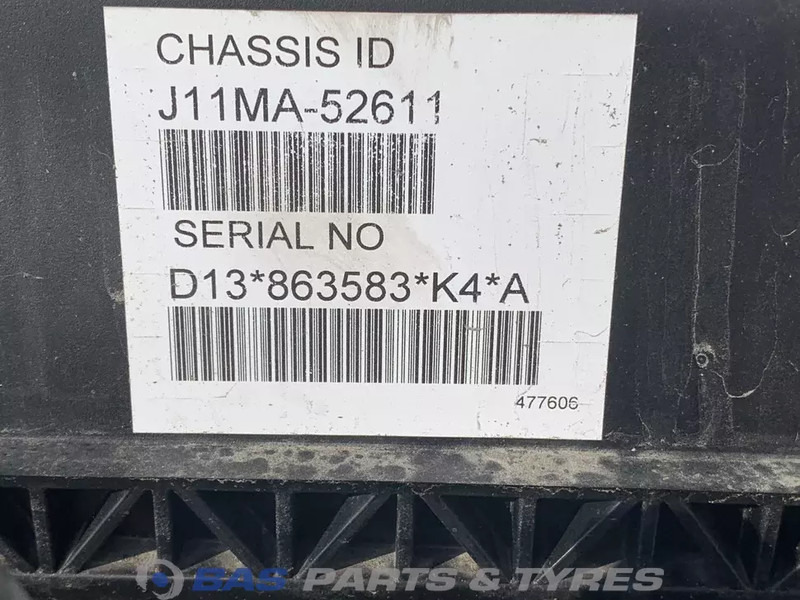 CHASSIS ID
J11MA-52611
SERIAL NO
D13*863583*K4*A
477606
BAS PARTS & TYRES